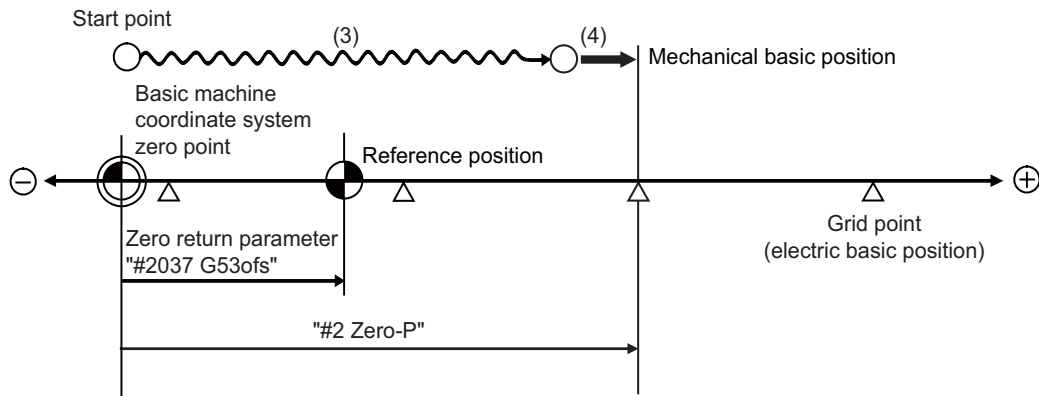 Start point
(3)
(4)
Mechanical basic position
Basic machine
coordinate system
zero point
Reference position
−
+
Zero return parameter
"#2037 G53ofs"
Grid point
(electric basic position)
"#2 Zero-P"